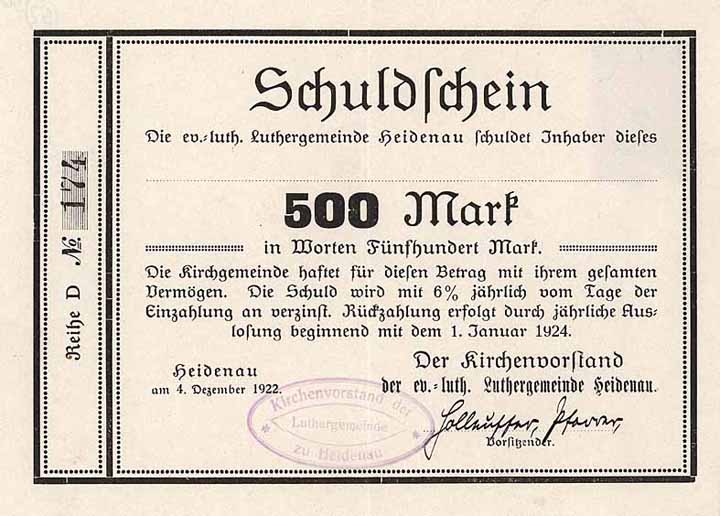 Reihe D № 174
Schuldschein
Die ev.-luth. Luthergemeinde Heidenau schuldet Inhaber dieses
500 Mark
in Worten Fünfhundert Mark.
Die Kirchgemeinde haftet für diesen Betrag mit ihrem gesamten
Vermögen. Die Schuld wird mit 6% jährlich vom Tage der
Einzahlung an verzinst. Rückzahlung erfolgt durch jährliche Aus-
losung beginnend mit dem 1. Januar 1924.
Heidenau
am 4. Dezember 1922.
Der Kirchenvorstand
der ev.-luth. Luthergemeinde Heidenau.
Kirchenvorstand der
Luthergemeinde
zu Heidenau
Pfarrer,
Vorsitzender.